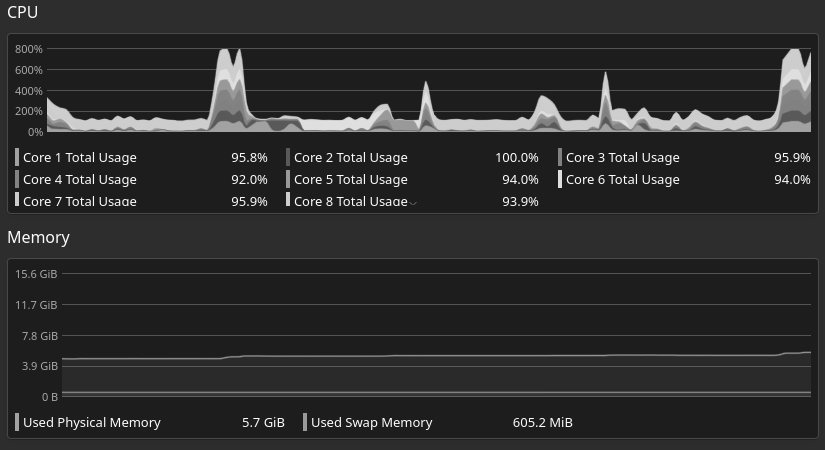 CPU
800%
600%
400%
200%
0%
Core 1 Total Usage 95.8% Core 2 Total Usage 100.0% Core 3 Total Usage 95.9%
Core 4 Total Usage 92.0% Core 5 Total Usage 94.0% Core 6 Total Usage 94.0%
Core 7 Total Usage 95.9% Core 8 Total Usage 93.9%
Memory
15.6 GiB
11.7 GiB
7.8 GiB
3.9 GiB
0 B
Used Physical Memory 5.7 GiB Used Swap Memory 605.2 MiB